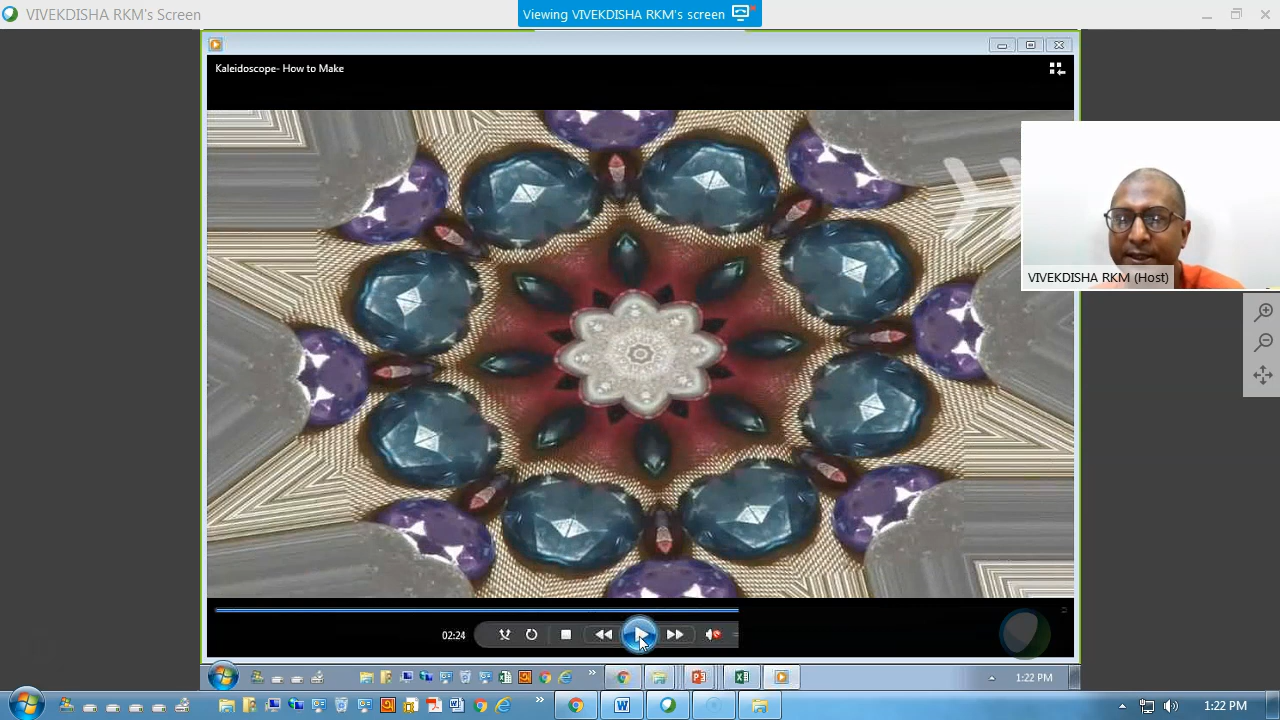 VIVEKDISHA RKM's Screen
Viewing VIVEKDISHA RKM's screen
Kaleidoscope- How to Make
VIVEKDISHA RKM (Host)
02:24
1:22 PM
1:22 PM